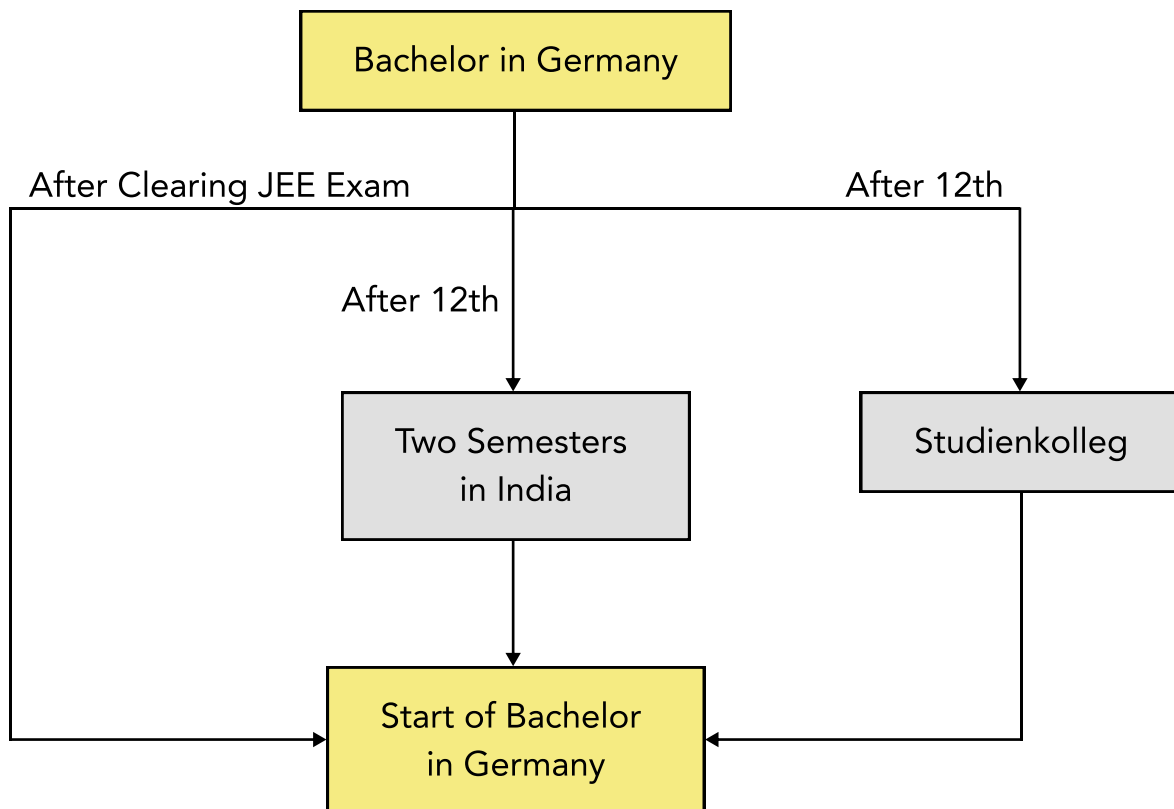 Bachelor in Germany
After Clearing JEE Exam
After 12th
After 12th
Two Semesters
in India
Studienkolleg
Start of Bachelor
in Germany